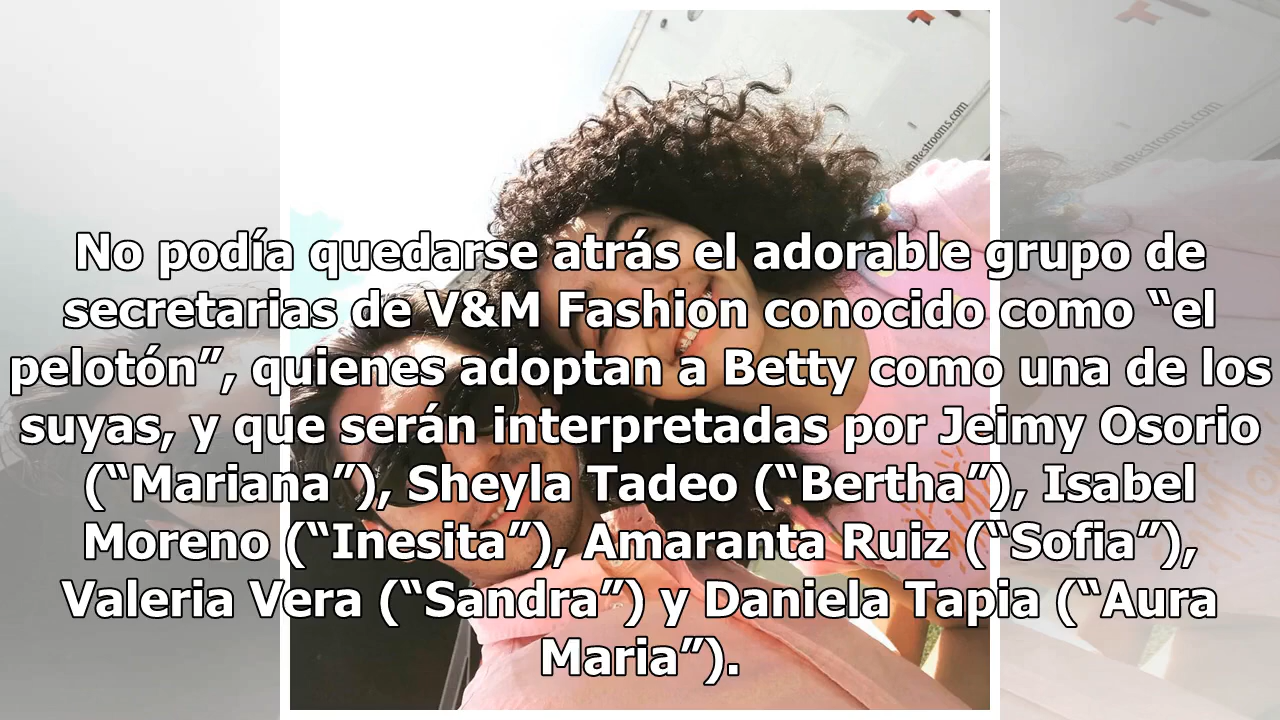 No podía quedarse atrás el adorable grupo de
secretarias de V&M Fashion conocido como “el
pelotón”, quienes adoptan a Betty como una de los
suyas, y que serán interpretadas por Jeimy Osorio
(“Mariana”), Sheyla Tadeo (“Bertha”), Isabel
Moreno (“Inesita”), Amaranta Ruiz (“Sofia”),
Valeria Vera (“Sandra”) y Daniela Tapia (“Aura
Maria”).